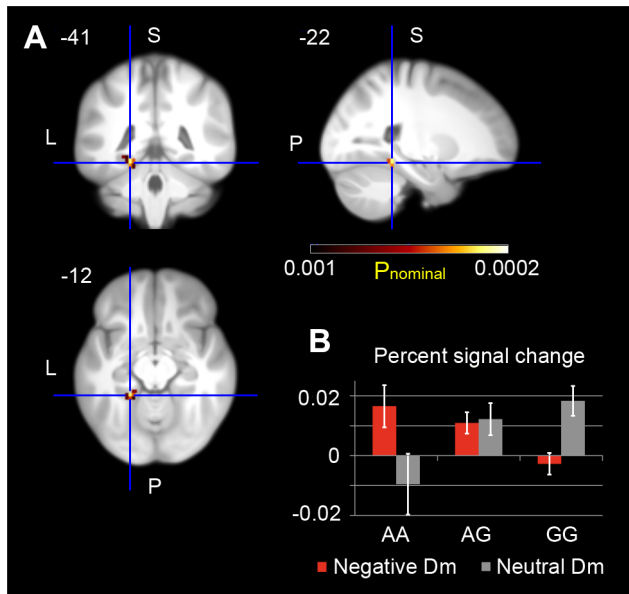 A
-41
S
-22
S
L
P
0.001
Pnominal
0.0002
-12
L
P
B
Percent signal change
0.02
0
-0.02
AA
AG
GG
Negative Dm
Neutral Dm